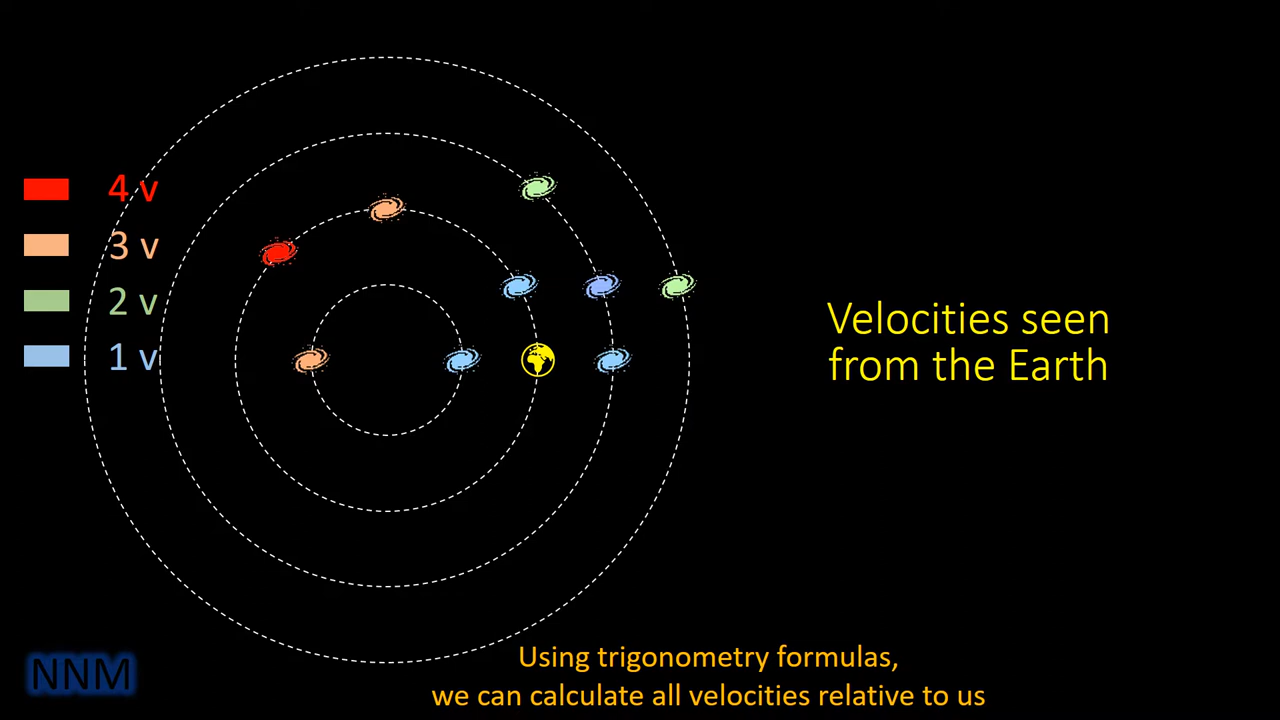 4 v
3 v
2 v
1 v
Velocities seen
from the Earth
NNM
Using trigonometry formulas,
we can calculate all velocities relative to us